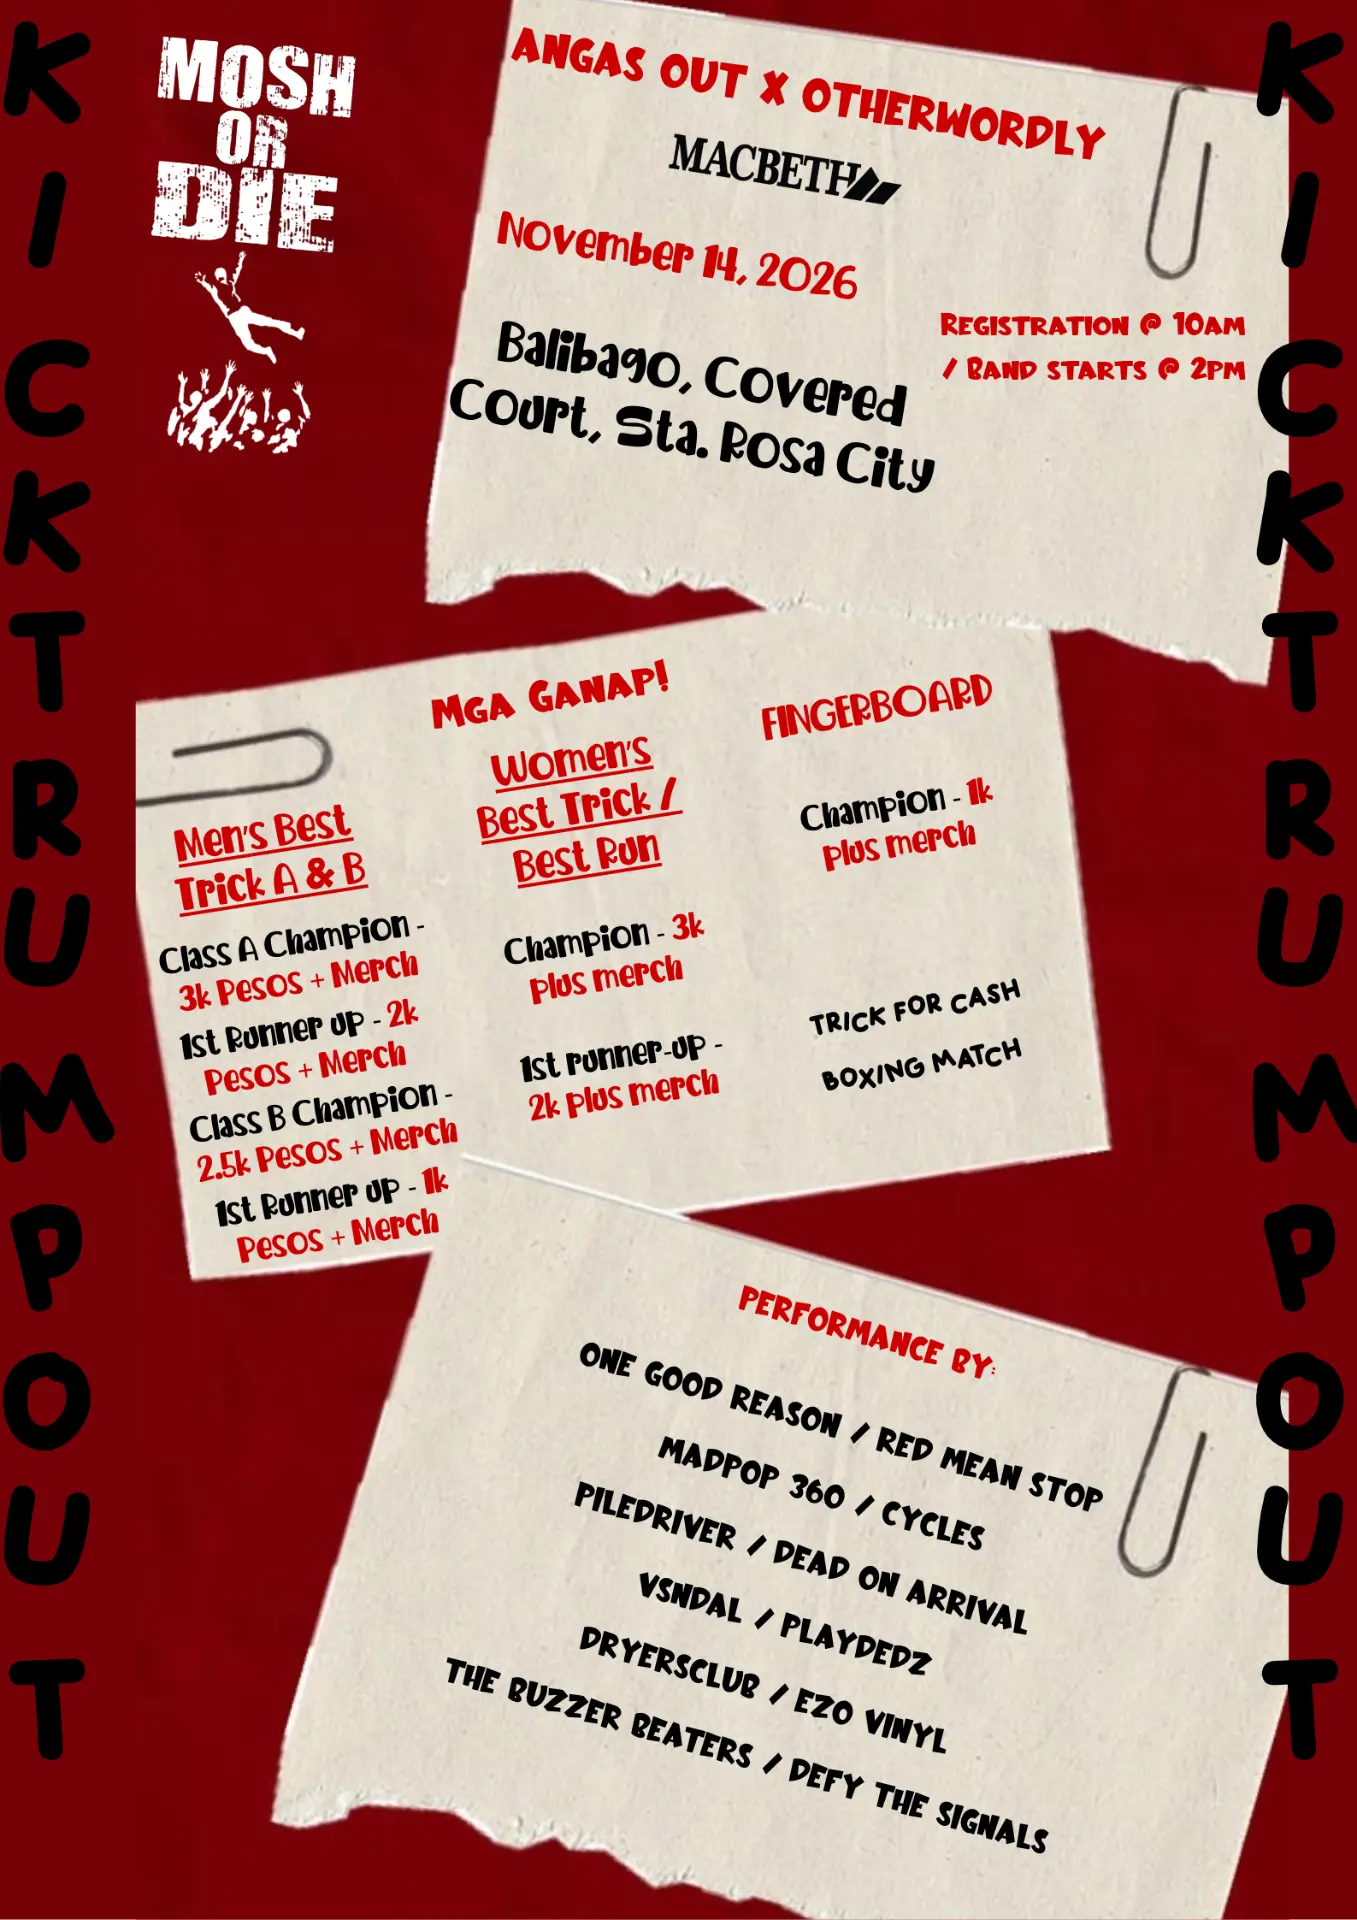 KICKTRUMPOUT
MOSH
OR
DIE
ANGAS OUT X OTHERWORDLY
MACBETH
November 14, 2026
REGISTRATION @ 10AM
/ BAND STARTS @ 2PM
Balibago, Covered
Court, Sta. Rosa City
MGA GANAP!
Men's Best
Trick A & B
Class A Champion -
3k Pesos + Merch
1st Runner up - 2k
Pesos + Merch
Class B Champion -
2.5k Pesos + Merch
1st Runner up - 1k
Pesos + Merch
Women's
Best Trick /
Best Run
Champion - 3k
plus merch
1st runner-up -
2k plus merch
FINGERBOARD
Champion - 1k
plus merch
TRICK FOR CASH
BOXING MATCH
PERFORMANCE BY:
ONE GOOD REASON / RED MEAN STOP
MADPOP 360 / CYCLES
PILEDRIVER / DEAD ON ARRIVAL
VSNDAL / PLAYDEDZ
DRYERSCLUB / EZO VINYL
THE BUZZER BEATERS / DEFY THE SIGNALS
KICKTRUMPOUT